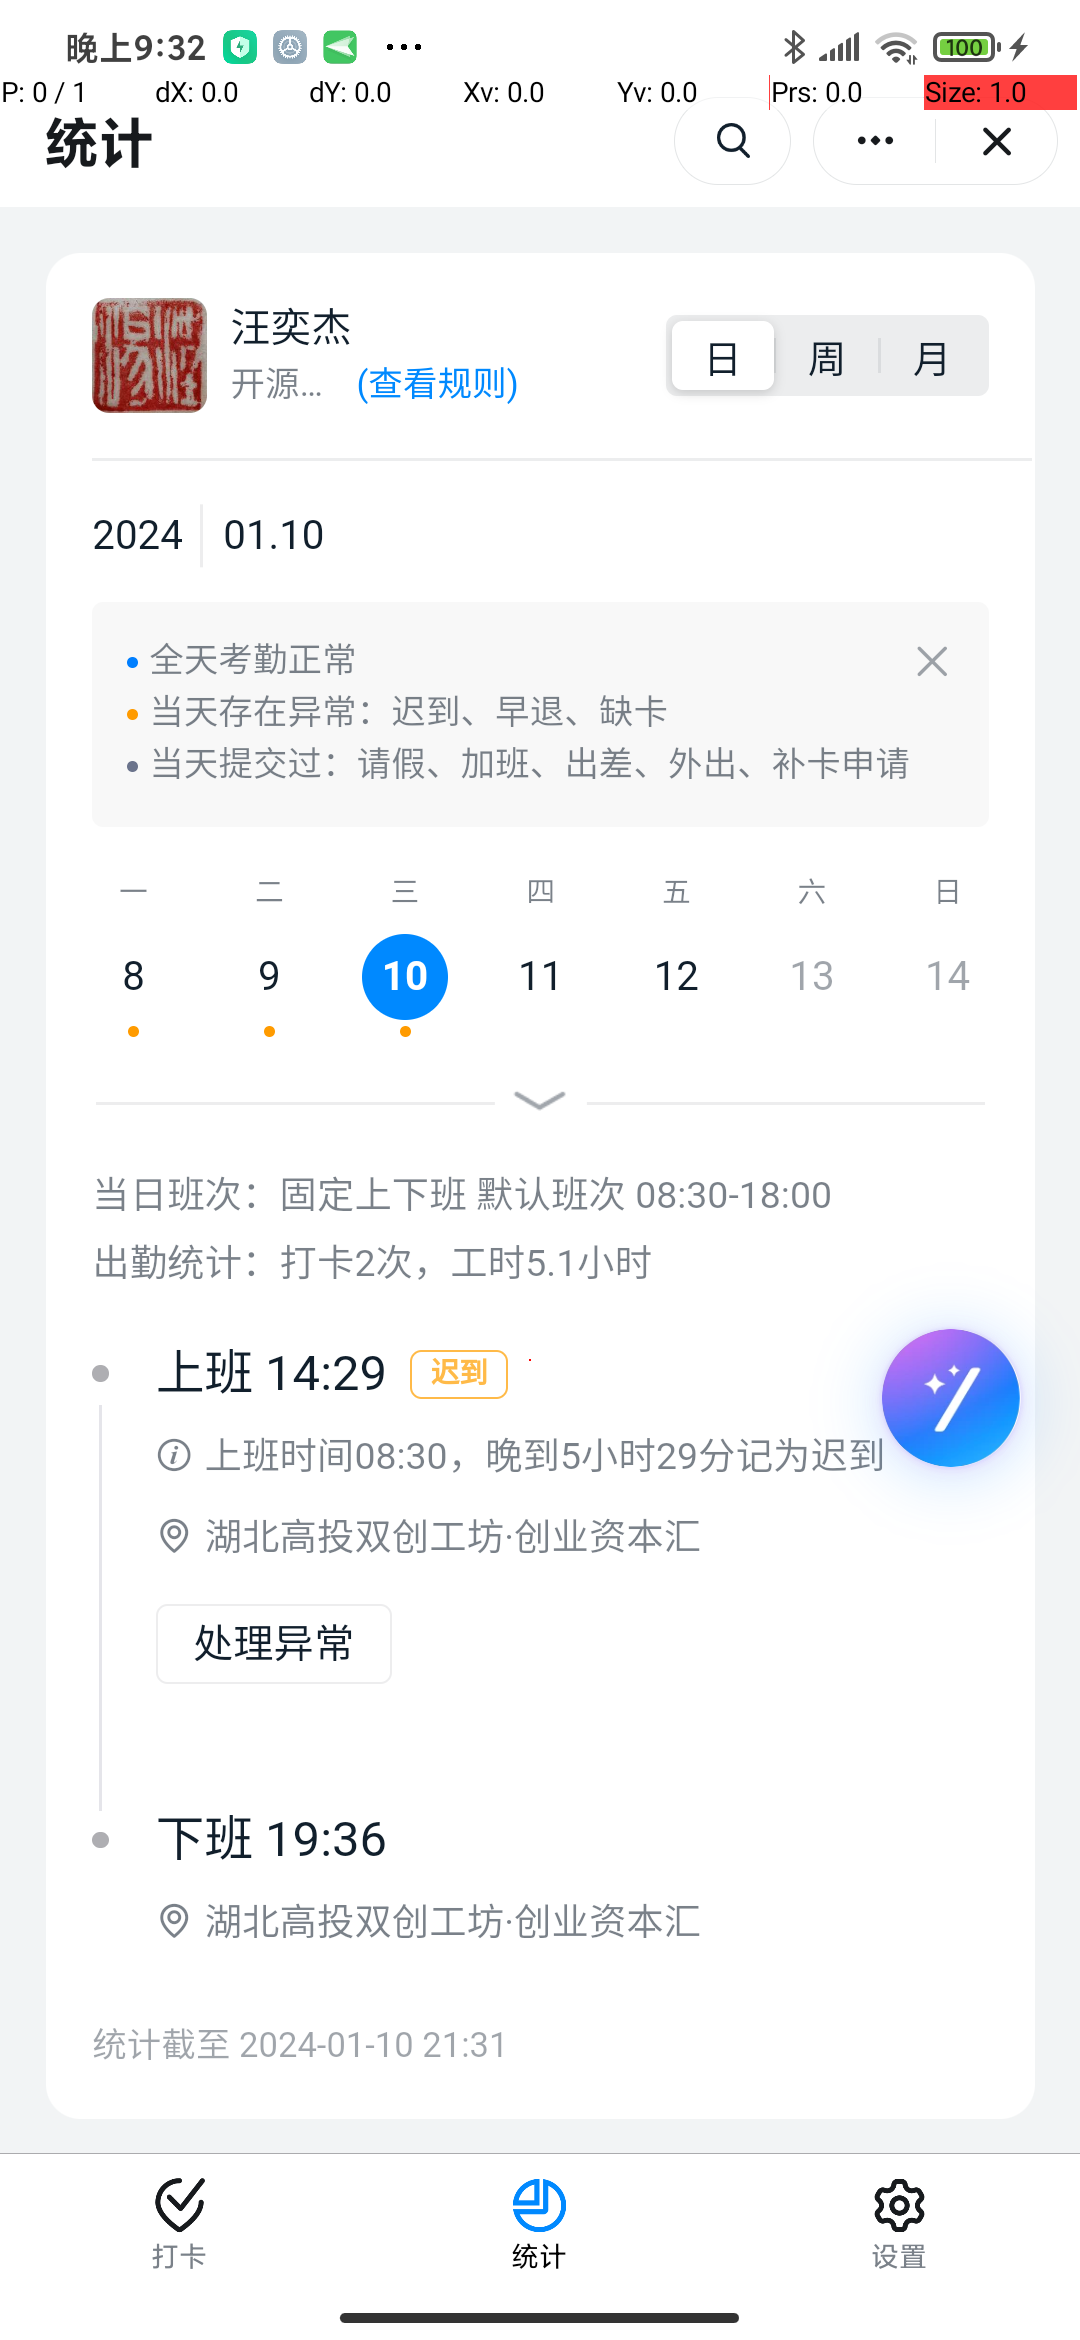 晚上9:32
100
P: 0 / 1 dX: 0.0 dY: 0.0 Xv: 0.0 Yv: 0.0 Prs: 0.0 Size: 1.0
统计
汪奕杰
开源... (查看规则)
日 周 月
2024 01.10
全天考勤正常
当天存在异常：迟到、早退、缺卡
当天提交过：请假、加班、出差、外出、补卡申请
一 二 三 四 五 六 日
8 9 10 11 12 13 14
当日班次：固定上下班 默认班次 08:30-18:00
出勤统计：打卡2次，工时5.1小时
上班 14:29 迟到
上班时间08:30，晚到5小时29分记为迟到
湖北高投双创工坊·创业资本汇
处理异常
下班 19:36
湖北高投双创工坊·创业资本汇
统计截至 2024-01-10 21:31
打卡 统计 设置